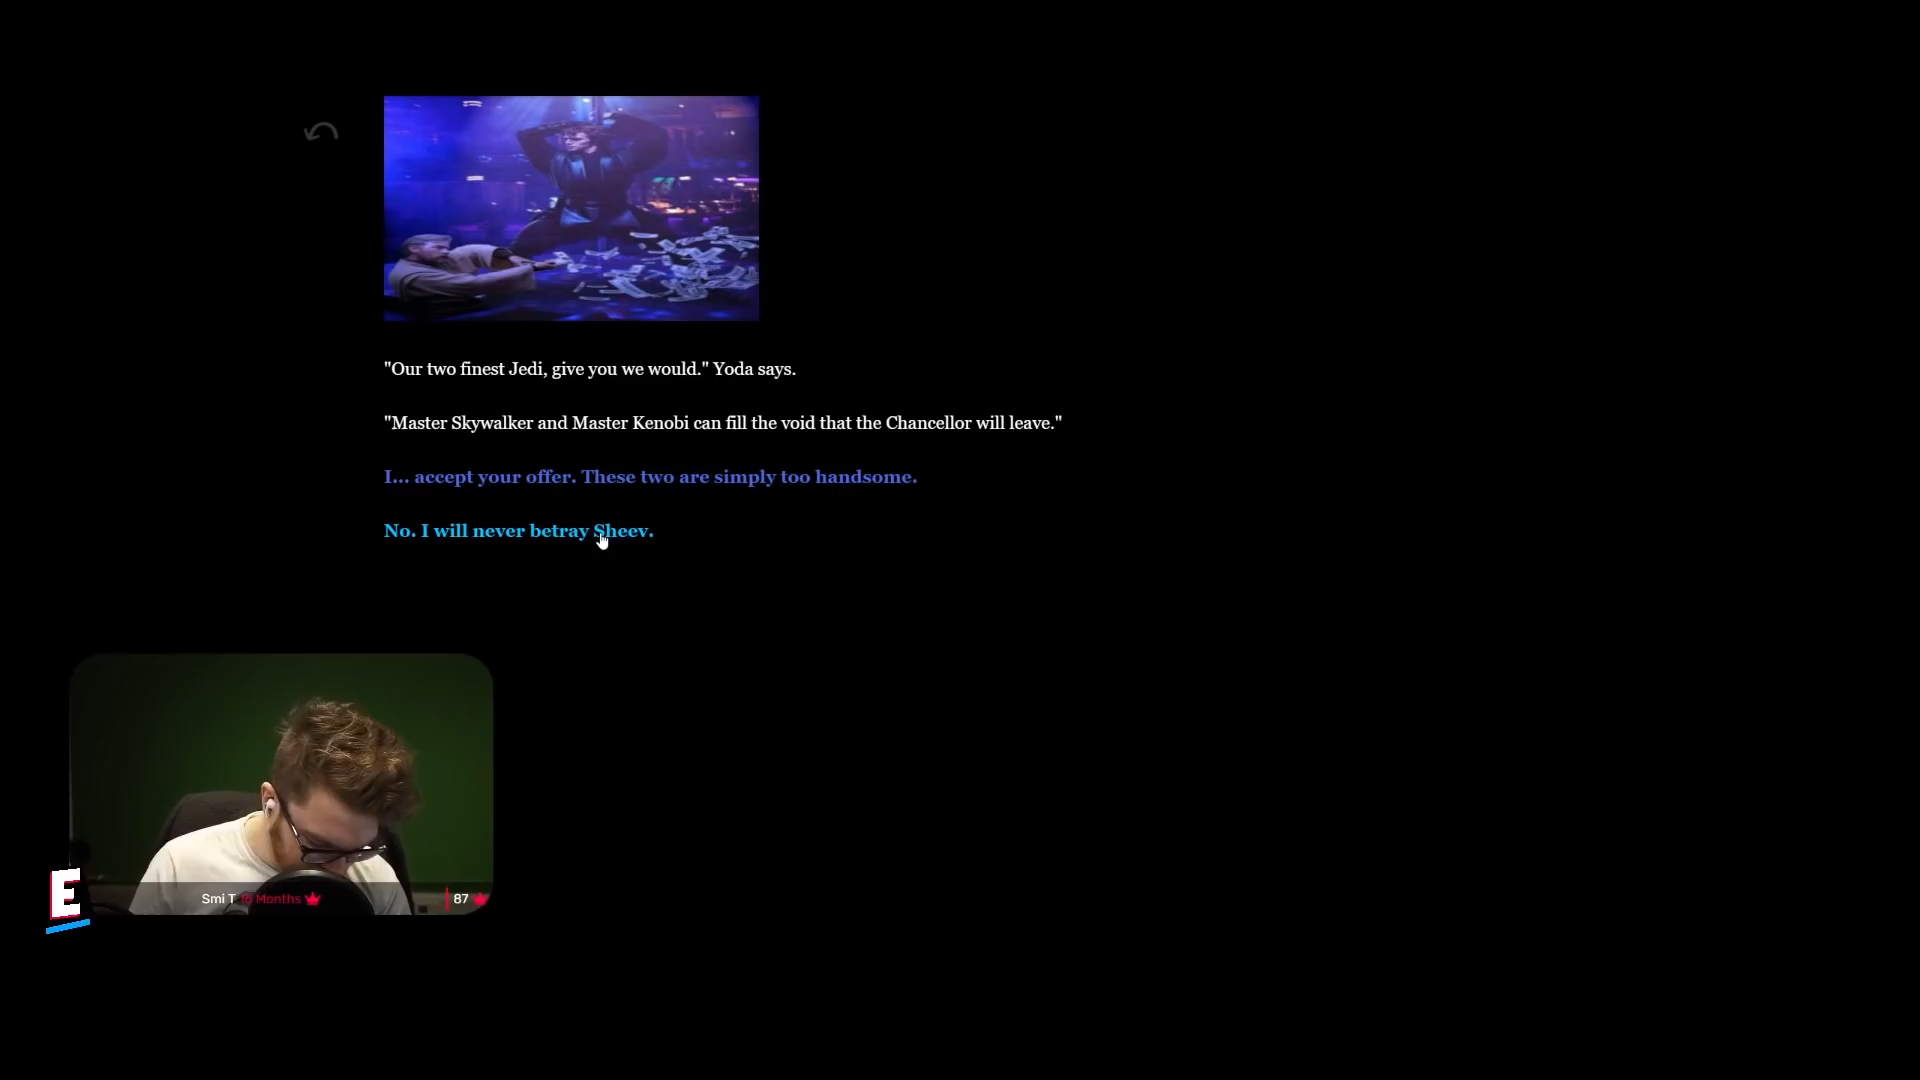 "Our two finest Jedi, give you we would." Yoda says.
"Master Skywalker and Master Kenobi can fill the void that the Chancellor will leave."
I... accept your offer. These two are simply too handsome.
No. I will never betray Sheev.
Smi T 16 Months
87
E